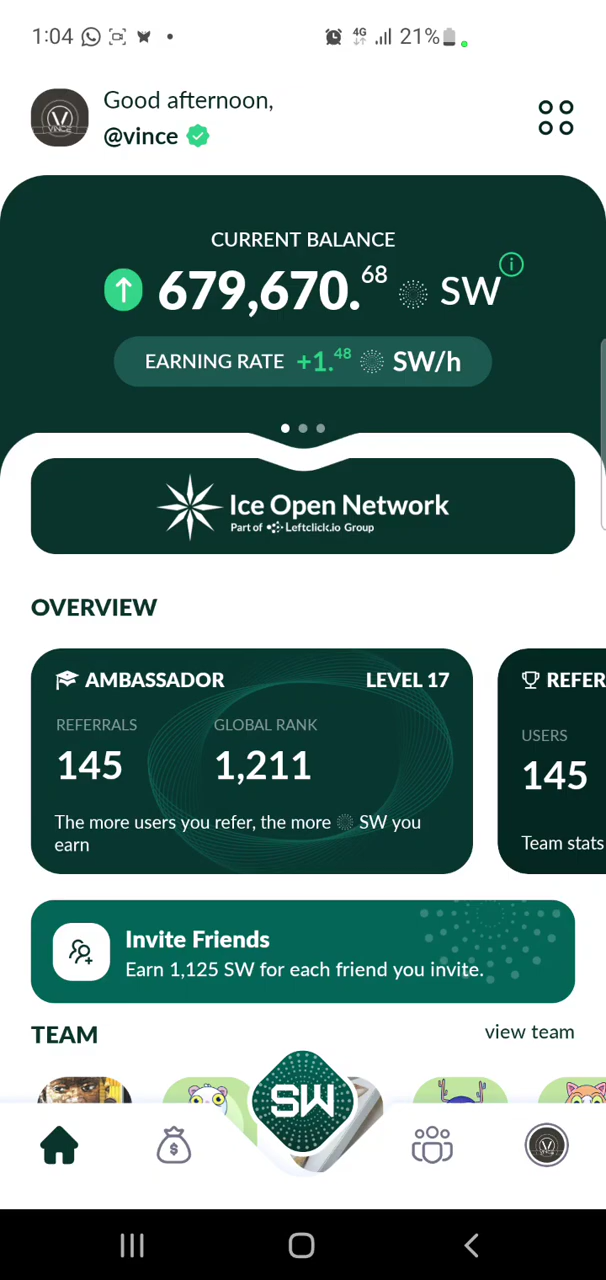 1:04 4G 21%
Good afternoon,
@vince
CURRENT BALANCE
679,670.68 SW
EARNING RATE +1.48 SW/h
Ice Open Network
Part of Leftclick.io Group
OVERVIEW
AMBASSADOR LEVEL 17
REFERRALS GLOBAL RANK
145 1,211
The more users you refer, the more SW you
earn
REFER
USERS
145
Team stats
Invite Friends
Earn 1,125 SW for each friend you invite.
TEAM view team
SW